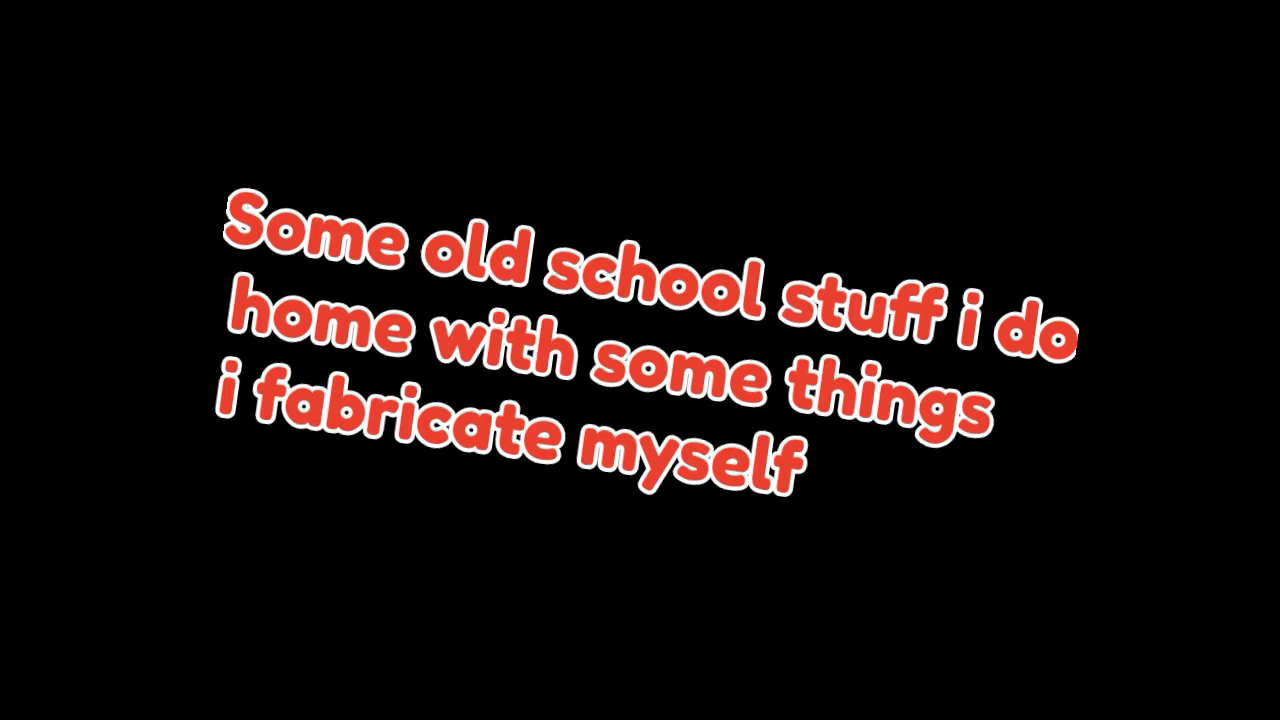 Some old school stuff i do
home with some things
i fabricate myself